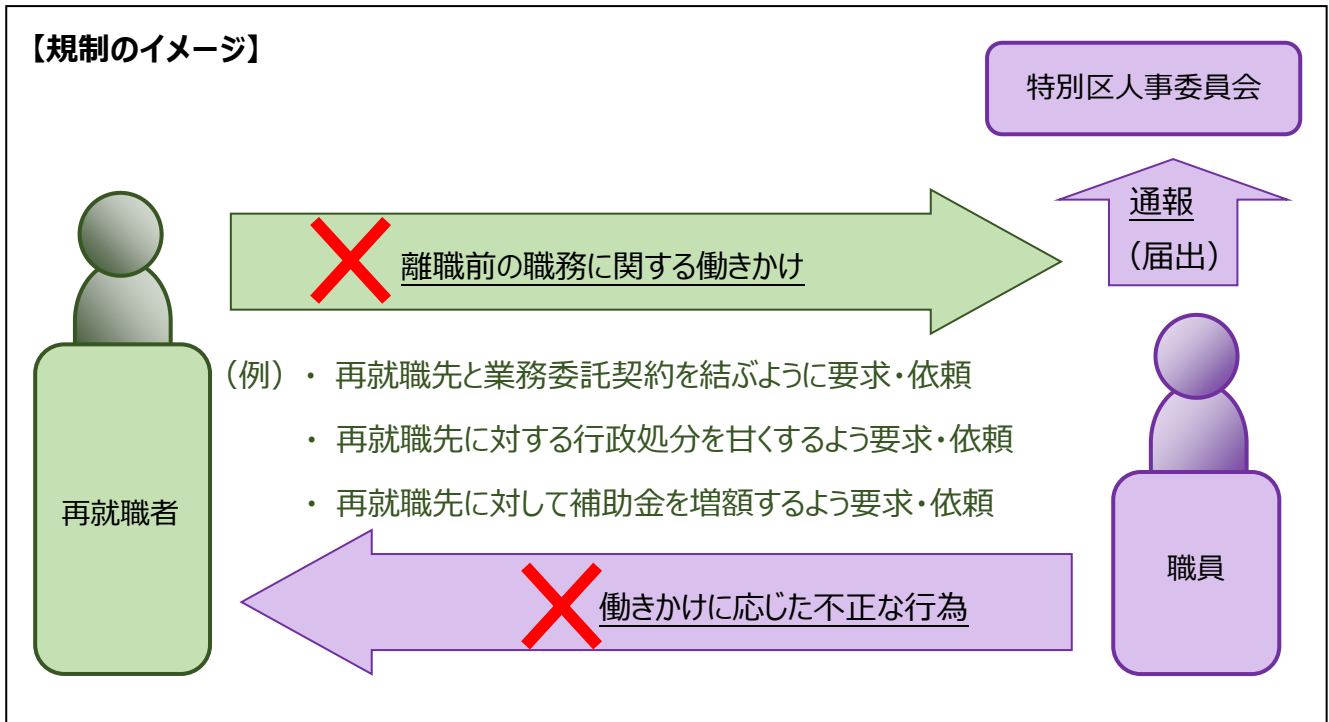 【規制のイメージ】
特別区人事委員会
通報
（届出）
離職前の職務に関する働きかけ
（例）・ 再就職先と業務委託契約を結ぶように要求・依頼
・ 再就職先に対する行政処分を甘くするよう要求・依頼
・ 再就職先に対して補助金を増額するよう要求・依頼
再就職者
職員
働きかけに応じた不正な行為